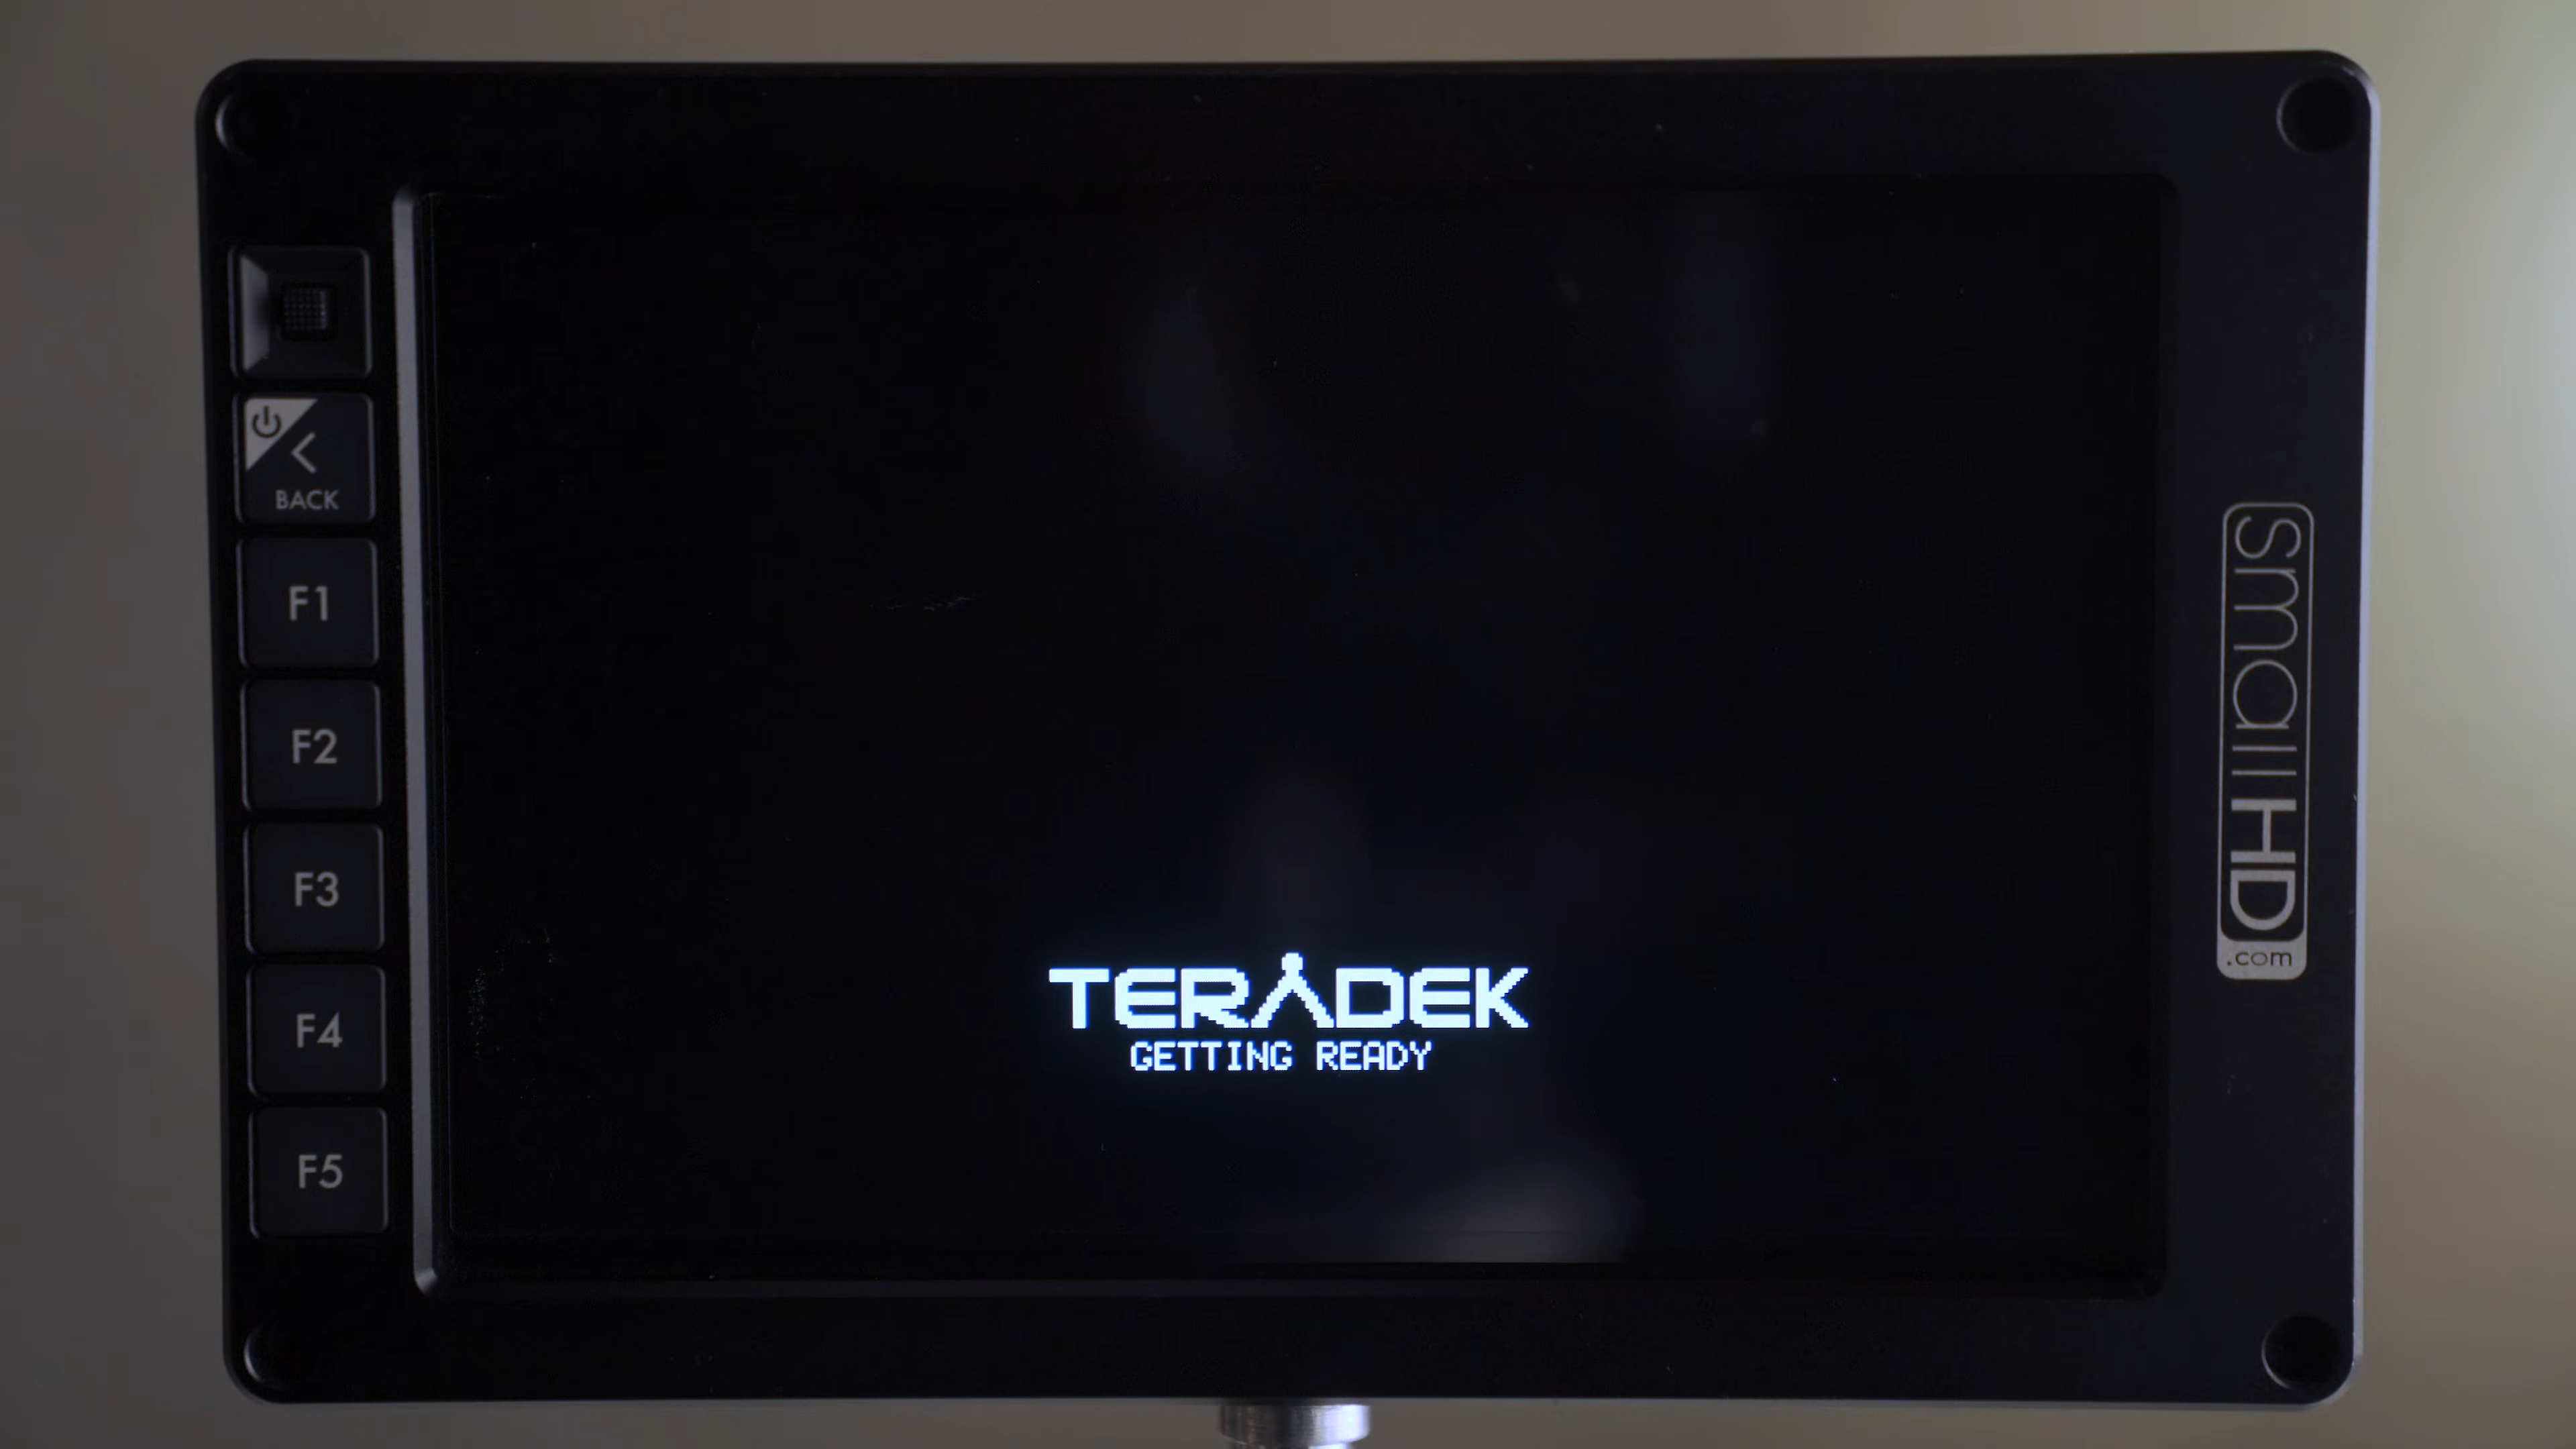 BACK
F1
F2
F3
F4
F5
TERADEK
GETTING READY
smallHD
.com